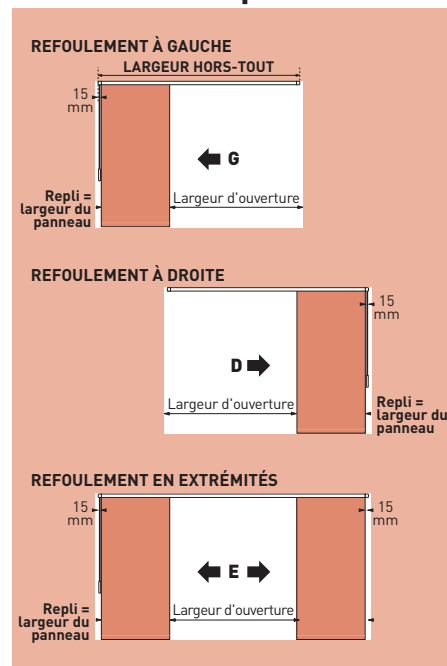 REFOULEMENT À GAUCHE
LARGEUR HORS-TOUT
15
mm
G
Repli =
largeur du
panneau
Largeur d'ouverture
REFOULEMENT À DROITE
15
mm
D
Largeur d'ouverture
Repli =
largeur du
panneau
REFOULEMENT EN EXTRÉMITÉS
15
mm
15
mm
E
Repli =
largeur du
panneau
Largeur d'ouverture